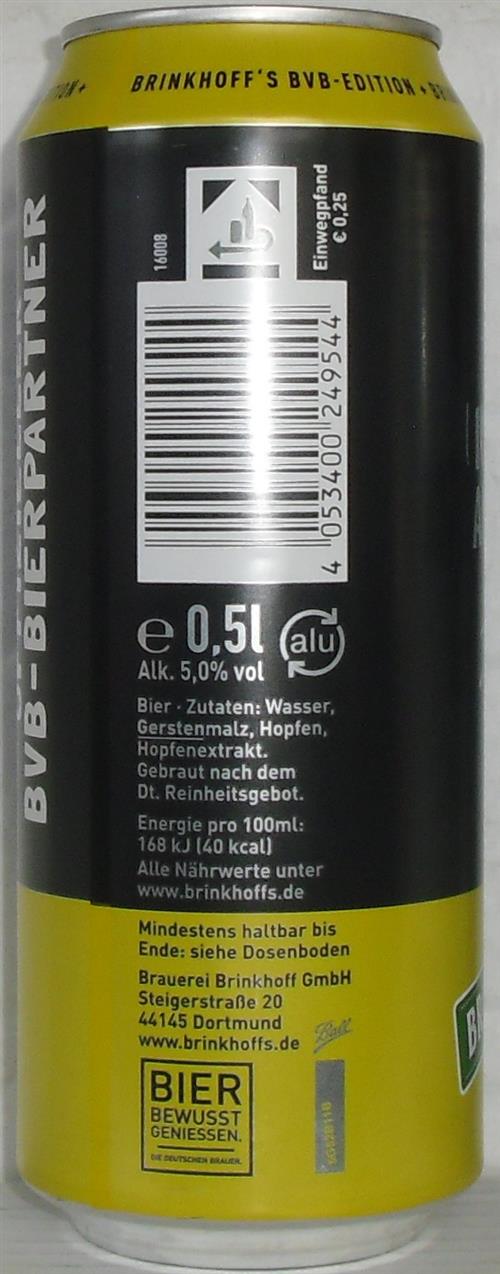 BRINKHOFF'S BVB-EDITION +
BVB-BIERPARTNER
16008
Einwegpfand
€ 0,25
4 053400 249544
e 0,5l alu
Alk. 5,0% vol
Bier · Zutaten: Wasser,
Gerstenmalz, Hopfen,
Hopfenextrakt.
Gebraut nach dem
Dt. Reinheitsgebot.
Energie pro 100ml:
168 kJ (40 kcal)
Alle Nährwerte unter
www.brinkhoffs.de
Mindestens haltbar bis
Ende: siehe Dosenboden
Brauerei Brinkhoff GmbH
Steigerstraße 20
44145 Dortmund
www.brinkhoffs.de
Ball
BIER
BEWUSST
GENIESSEN.
DIE DEUTSCHEN BRAUER.